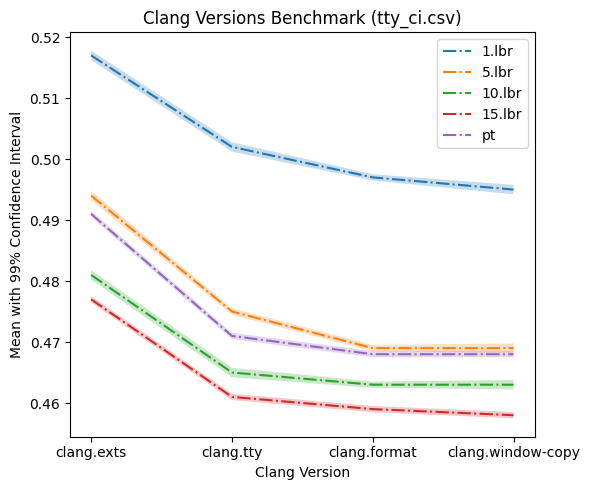 Clang Versions Benchmark (tty_ci.csv)
0.52
0.51
0.50
0.49
0.48
0.47
0.46
Mean with 99% Confidence Interval
1.lbr
5.lbr
10.lbr
15.lbr
pt
clang.exts clang.tty clang.format clang.window-copy
Clang Version